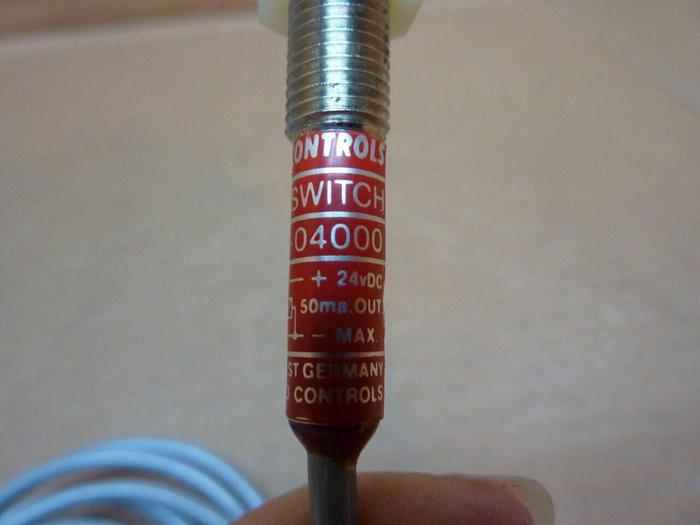 ONTROLS
SWITCH
-04000
+ 24vDC
50ma. OUT
- MAX.
ST GERMANY
CONTROLS